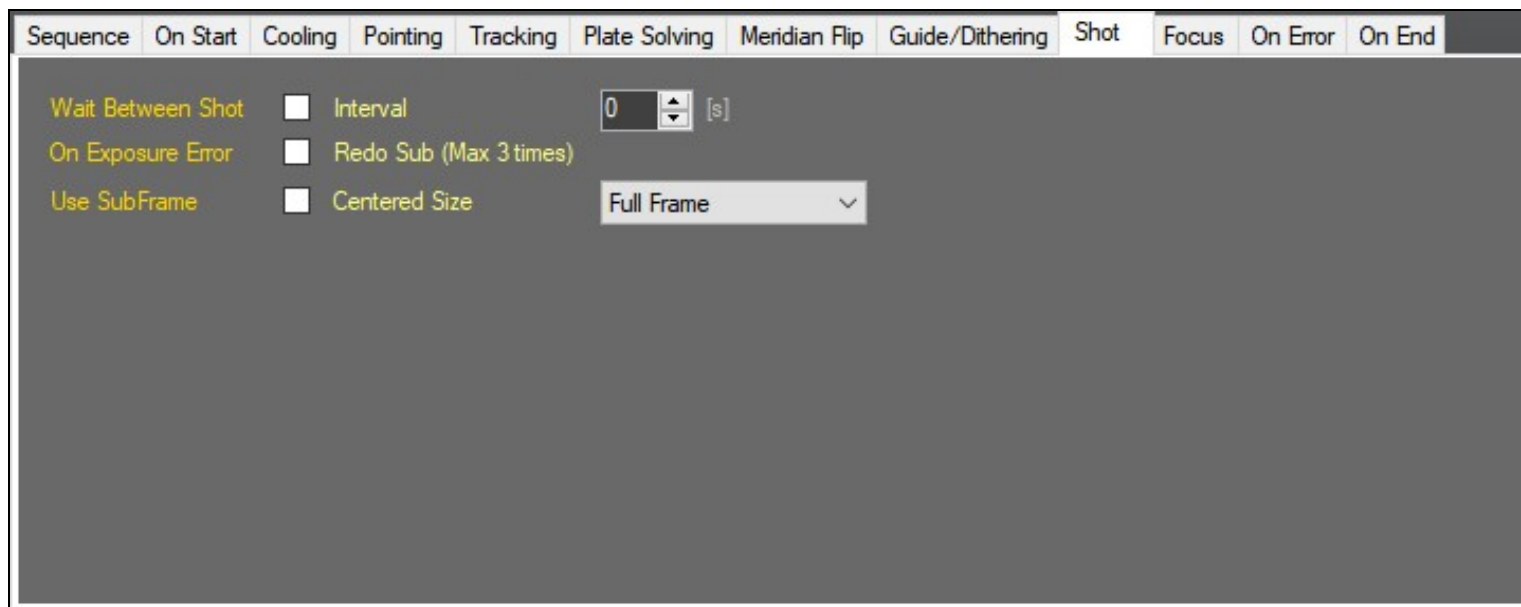 Sequence On Start Cooling Pointing Tracking Plate Solving Meridian Flip Guide/Dithering Shot Focus On Error On End
Wait Between Shot Interval 0 [s]
On Exposure Error Redo Sub (Max 3 times)
Use SubFrame Centered Size Full Frame